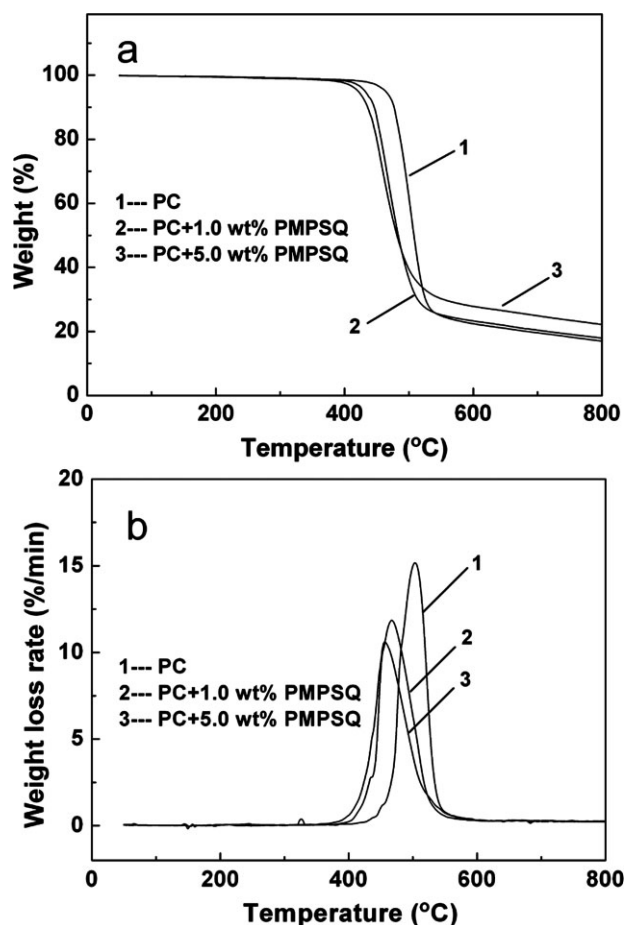 a
100
80
60
40
20
0
Weight (%)
1--- PC
2--- PC+1.0 wt% PMPSQ
3--- PC+5.0 wt% PMPSQ
1
3
2
0 200 400 600 800
Temperature (ºC)
b
20
15
10
5
0
Weight loss rate (%/min)
1
2
3
1--- PC
2--- PC+1.0 wt% PMPSQ
3--- PC+5.0 wt% PMPSQ
0 200 400 600 800
Temperature (ºC)